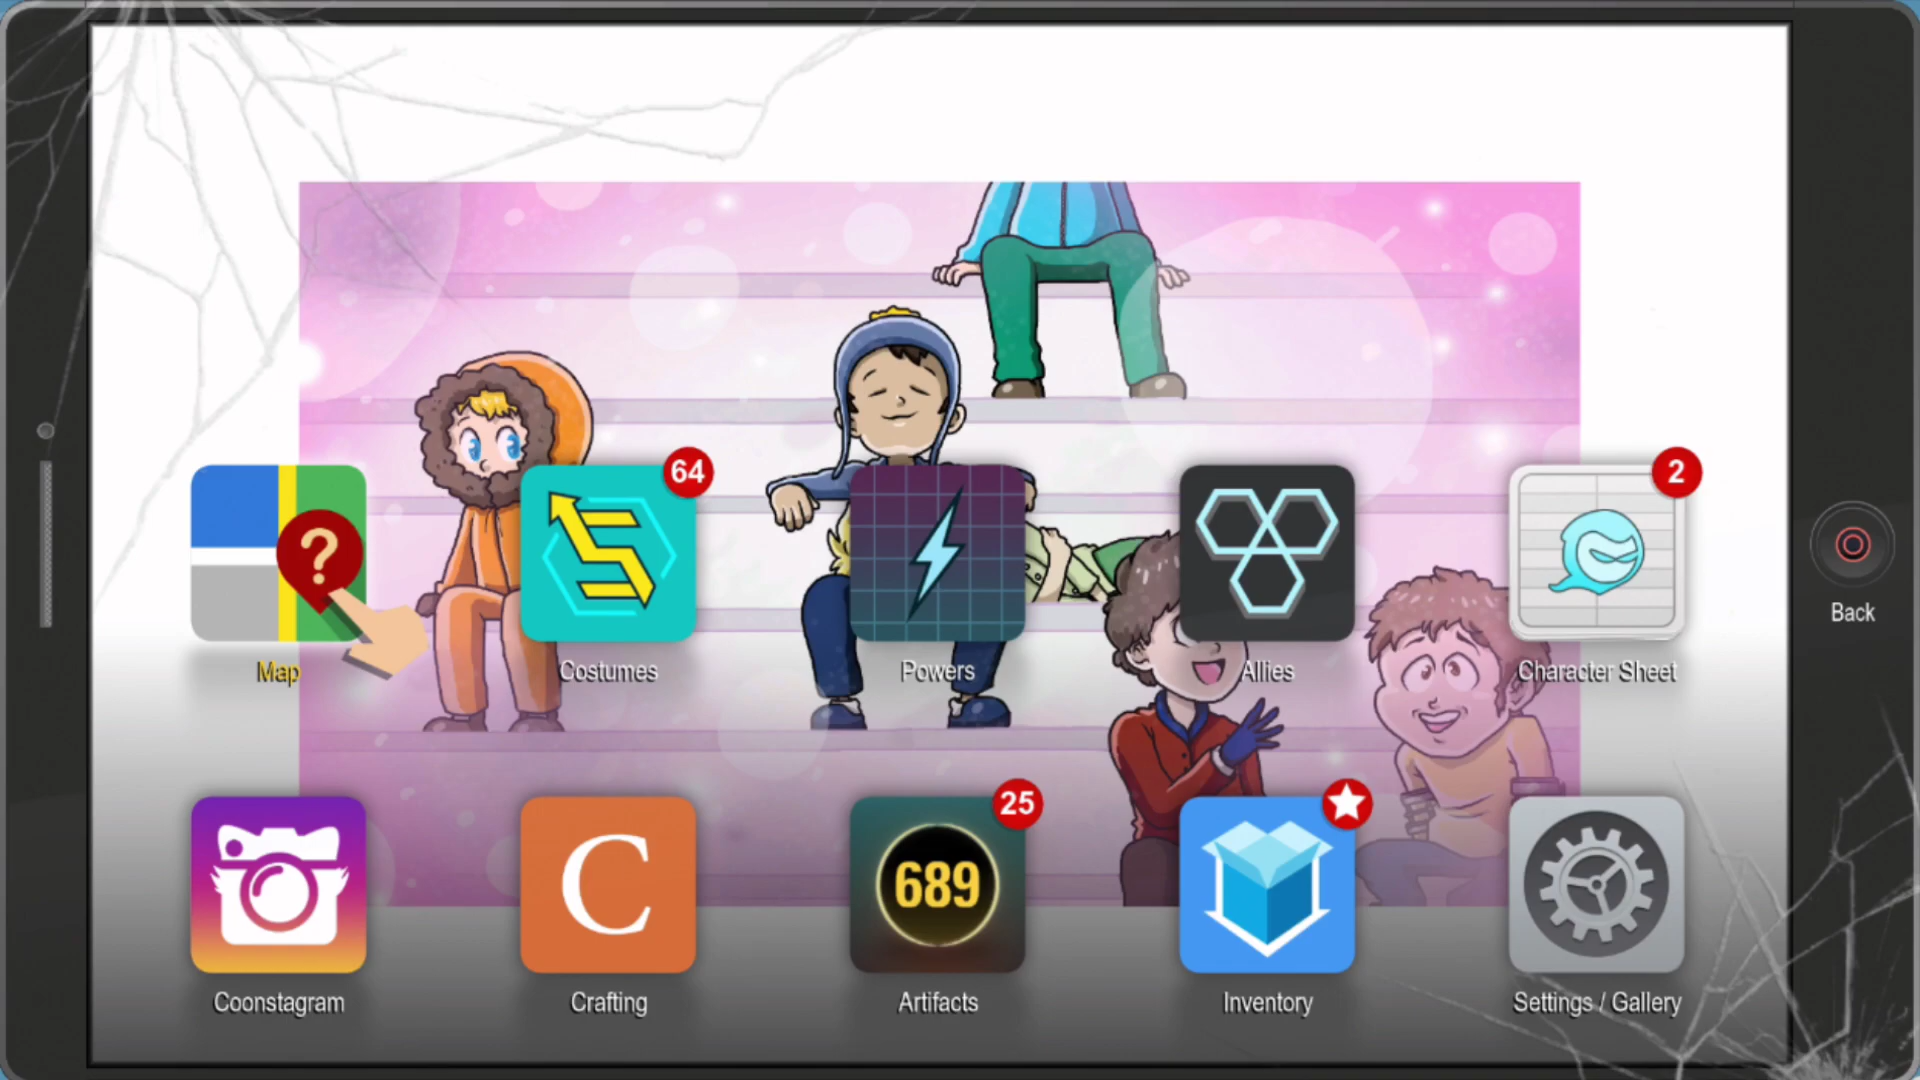 64
2
?
Map
Costumes
Powers
Allies
Character Sheet
Back
25
C
689
Coonstagram
Crafting
Artifacts
Inventory
Settings / Gallery